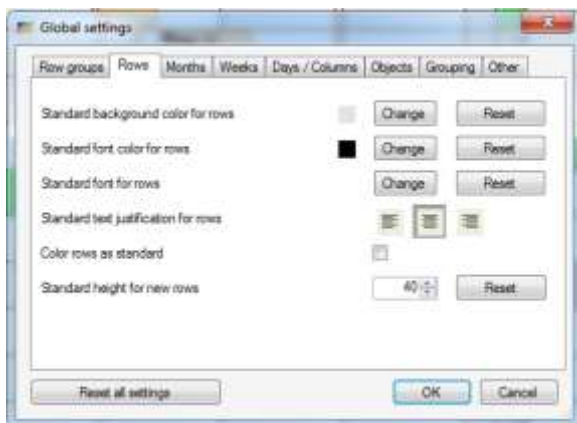 Global settings
Row groups Rows Months Weeks Days / Columns Objects Grouping Other
Standard background color for rows Change Reset
Standard font color for rows Change Reset
Standard font for rows Change Reset
Standard text justification for rows
Color rows as standard
Standard height for new rows 40 Reset
Reset all settings OK Cancel